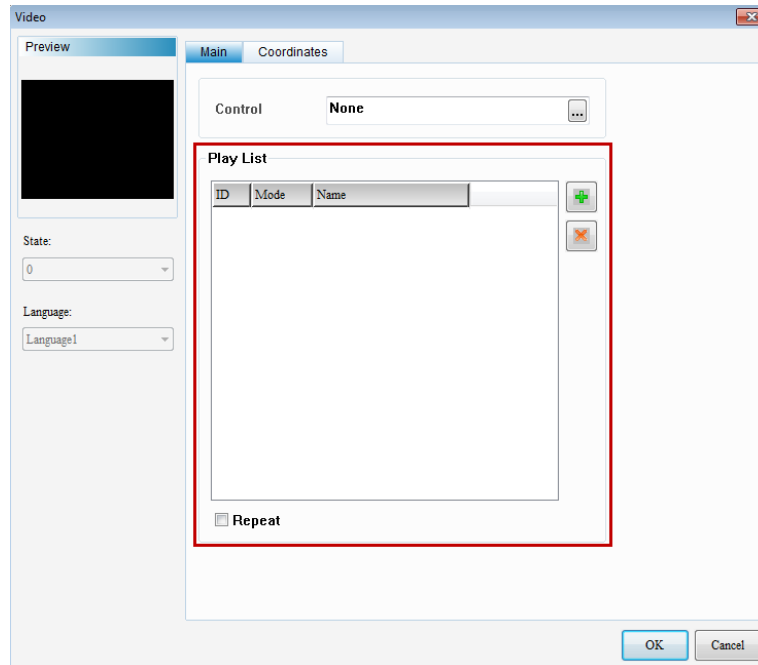 Video
Preview
Main Coordinates
Control None ...
Play List
ID Mode Name
State:
0
Language:
Language1
Repeat
OK Cancel